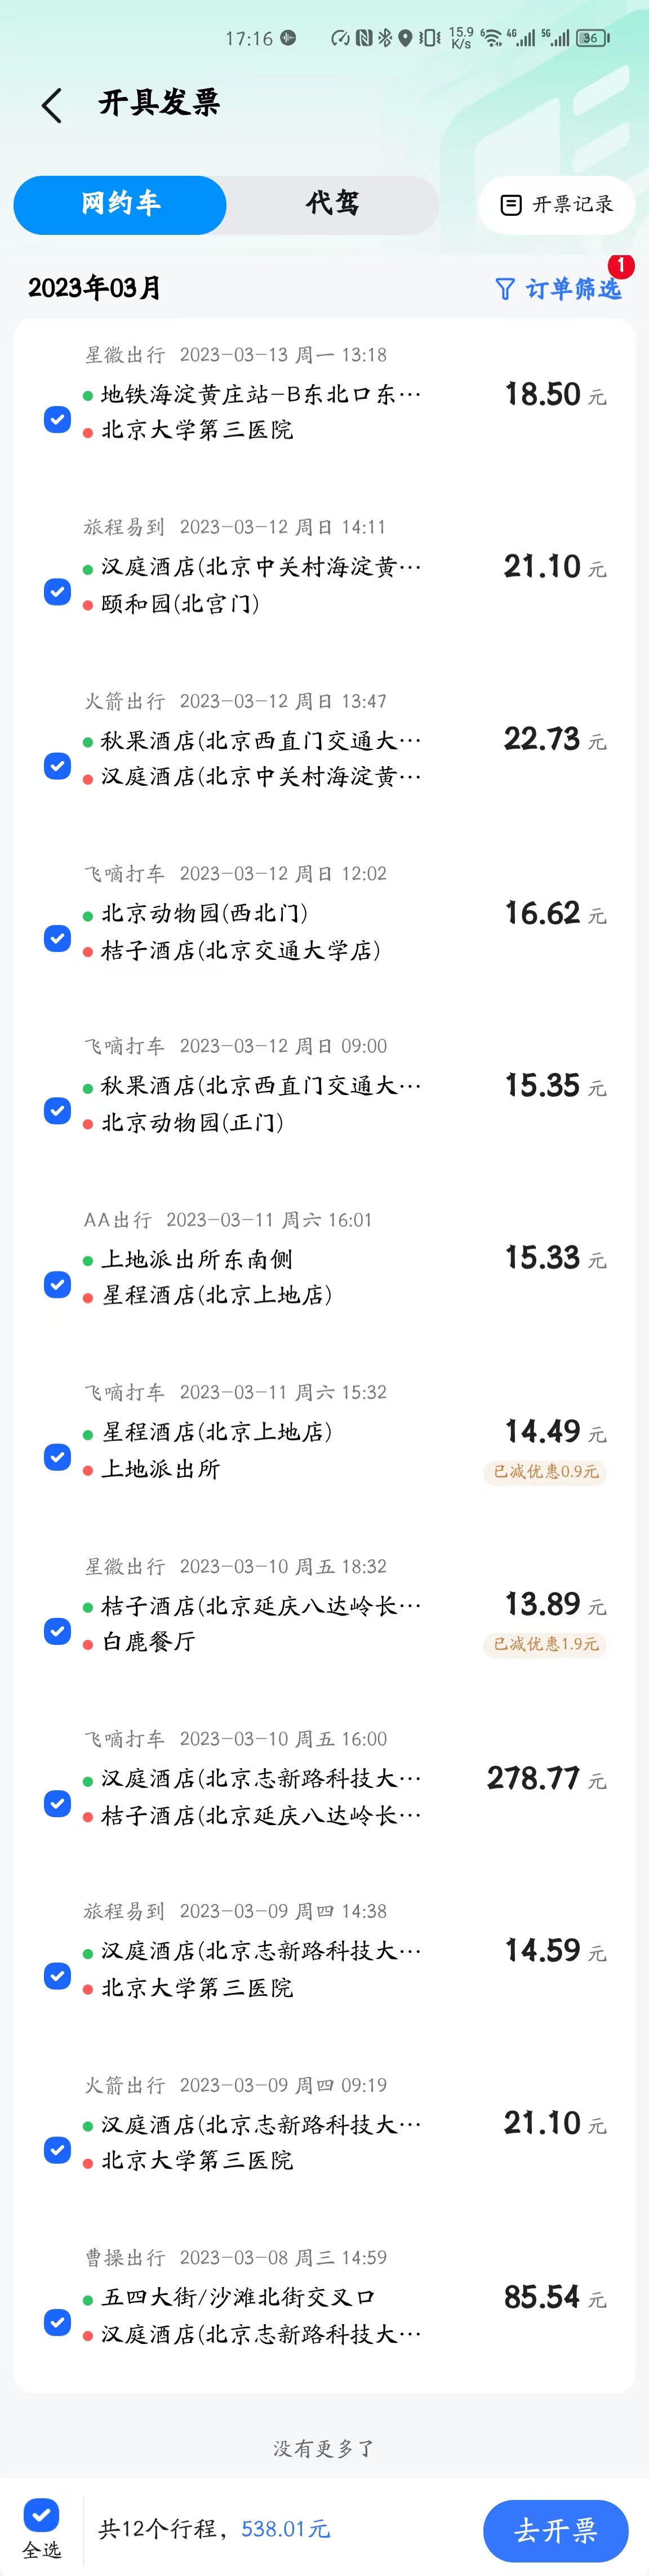 17:16 15.9 K/s 6 4G 5G 36
开具发票
网约车 代驾 开票记录
2023年03月 订单筛选 1
星徽出行 2023-03-13 周一 13:18
地铁海淀黄庄站-B东北口东… 18.50 元
北京大学第三医院
旅程易到 2023-03-12 周日 14:11
汉庭酒店(北京中关村海淀黄… 21.10 元
颐和园(北宫门)
火箭出行 2023-03-12 周日 13:47
秋果酒店(北京西直门交通大… 22.73 元
汉庭酒店(北京中关村海淀黄…
飞嘀打车 2023-03-12 周日 12:02
北京动物园(西北门) 16.62 元
桔子酒店(北京交通大学店)
飞嘀打车 2023-03-12 周日 09:00
秋果酒店(北京西直门交通大… 15.35 元
北京动物园(正门)
AA出行 2023-03-11 周六 16:01
上地派出所东南侧 15.33 元
星程酒店(北京上地店)
飞嘀打车 2023-03-11 周六 15:32
星程酒店(北京上地店) 14.49 元
上地派出所 已减优惠0.9元
星徽出行 2023-03-10 周五 18:32
桔子酒店(北京延庆八达岭长… 13.89 元
白鹿餐厅 已减优惠1.9元
飞嘀打车 2023-03-10 周五 16:00
汉庭酒店(北京志新路科技大… 278.77 元
桔子酒店(北京延庆八达岭长…
旅程易到 2023-03-09 周四 14:38
汉庭酒店(北京志新路科技大… 14.59 元
北京大学第三医院
火箭出行 2023-03-09 周四 09:19
汉庭酒店(北京志新路科技大… 21.10 元
北京大学第三医院
曹操出行 2023-03-08 周三 14:59
五四大街/沙滩北街交叉口 85.54 元
汉庭酒店(北京志新路科技大…
没有更多了
全选 共12个行程，538.01元 去开票